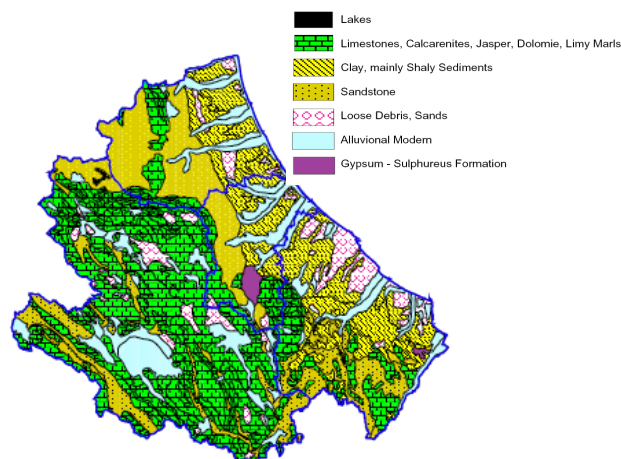 Lakes
Limestones, Calcarenites, Jasper, Dolomie, Limy Marls
Clay, mainly Shaly Sediments
Sandstone
Loose Debris, Sands
Alluvional Modern
Gypsum - Sulphureus Formation